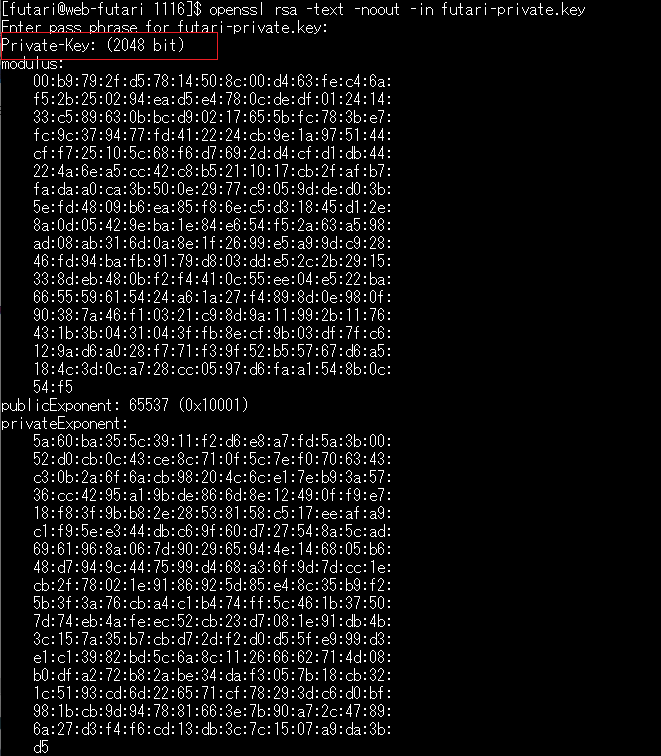 [futari@web-futari 1116]$ openssl rsa -text -noout -in futari-private.key
Enter pass phrase for futari-private.key:
Private-Key: (2048 bit)
modulus:
00:b9:79:2f:d5:78:14:50:8c:00:d4:63:fe:c4:6a:
f5:2b:25:02:94:ea:d5:e4:78:0c:de:df:01:24:14:
33:c5:89:63:0b:bc:d9:02:17:65:5b:fc:78:3b:e7:
fc:9c:37:94:77:fd:41:22:24:cb:9e:1a:97:51:44:
cf:f7:25:10:5c:68:f6:d7:69:2d:d4:cf:d1:db:44:
22:4a:6e:a5:cc:42:c8:b5:21:10:17:cb:2f:af:b7:
fa:da:a0:ca:3b:50:0e:29:77:c9:05:9d:de:d0:3b:
5e:fd:48:09:b6:ea:85:f8:6e:c5:d3:18:45:d1:2e:
8a:0d:05:42:9e:ba:1e:84:e6:54:f5:2a:63:a5:98:
ad:08:ab:31:6d:0a:8e:1f:26:99:e5:a9:9d:c9:28:
46:fd:94:ba:fb:91:79:d8:03:dd:e5:2c:2b:29:15:
33:8d:eb:48:0b:f2:f4:41:0c:55:ee:04:e5:22:ba:
66:55:59:61:54:24:a6:1a:27:f4:89:8d:0e:98:0f:
90:38:7a:46:f1:03:21:c9:8d:9a:11:99:2b:11:76:
43:1b:3b:04:31:04:3f:fb:8e:cf:9b:03:df:7f:c6:
12:9a:d6:a0:28:f7:71:f3:9f:52:b5:57:67:d6:a5:
18:4c:3d:0c:a7:28:cc:05:97:d6:fa:a1:54:8b:0c:
54:f5
publicExponent: 65537 (0x10001)
privateExponent:
5a:60:ba:35:5c:39:11:f2:d6:e8:a7:fd:5a:3b:00:
52:d0:cb:0c:43:ce:8c:71:0f:5c:7e:f0:70:63:43:
c3:0b:2a:6f:6a:cb:98:20:4c:6c:e1:7e:b9:3a:57:
36:cc:42:95:a1:9b:de:86:6d:8e:12:49:0f:f9:e7:
18:f8:3f:9b:b8:2e:28:53:81:58:c5:17:ee:af:a9:
c1:f9:5e:e3:44:db:c6:9f:60:d7:27:54:8a:5c:ad:
69:61:96:8a:06:7d:90:29:65:94:4e:14:68:05:b6:
48:d7:94:9c:44:75:99:d4:68:a3:6f:9d:7d:cc:1e:
cb:2f:78:02:1e:91:86:92:5d:85:e4:8c:35:b9:f2:
5b:3f:3a:76:cb:a4:c1:b4:74:ff:5c:46:1b:37:50:
7d:74:eb:4a:fe:ec:52:cb:23:d7:08:1e:91:db:4b:
3c:15:7a:35:b7:cb:d7:2d:f2:d0:d5:5f:e9:99:d3:
e1:c1:39:82:bd:5c:6a:8c:11:26:66:62:71:4d:08:
b0:df:a2:72:b8:2a:be:34:da:f3:05:7b:18:cb:32:
1c:51:93:cd:6d:22:65:71:cf:78:29:3d:c6:d0:bf:
98:1b:cb:9d:94:78:81:66:3e:7b:90:a7:2c:47:89:
6a:27:d3:f4:f6:cd:13:db:3c:7c:15:07:a9:da:3b:
d5